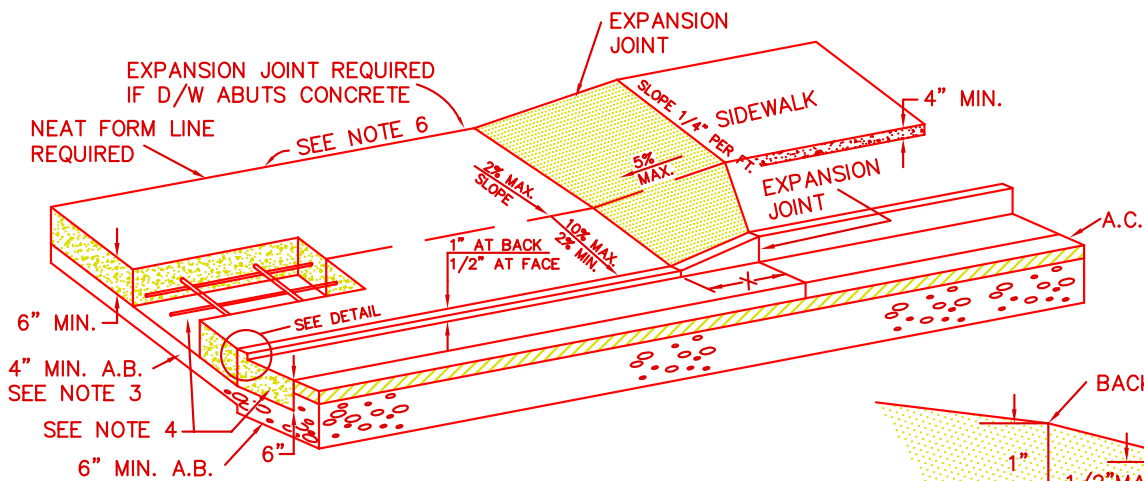 EXPANSION
JOINT
EXPANSION JOINT REQUIRED
IF D/W ABUTS CONCRETE
NEAT FORM LINE
REQUIRED
SEE NOTE 6
SLOPE 1/4" PER FT.
SIDEWALK
4" MIN.
5%
MAX.
2% MAX.
SLOPE
EXPANSION
JOINT
10% MAX.
2% MIN.
A.C.
1" AT BACK
1/2" AT FACE
X
6" MIN.
SEE DETAIL
4" MIN. A.B.
SEE NOTE 3
SEE NOTE 4
6"
6" MIN. A.B.
1"